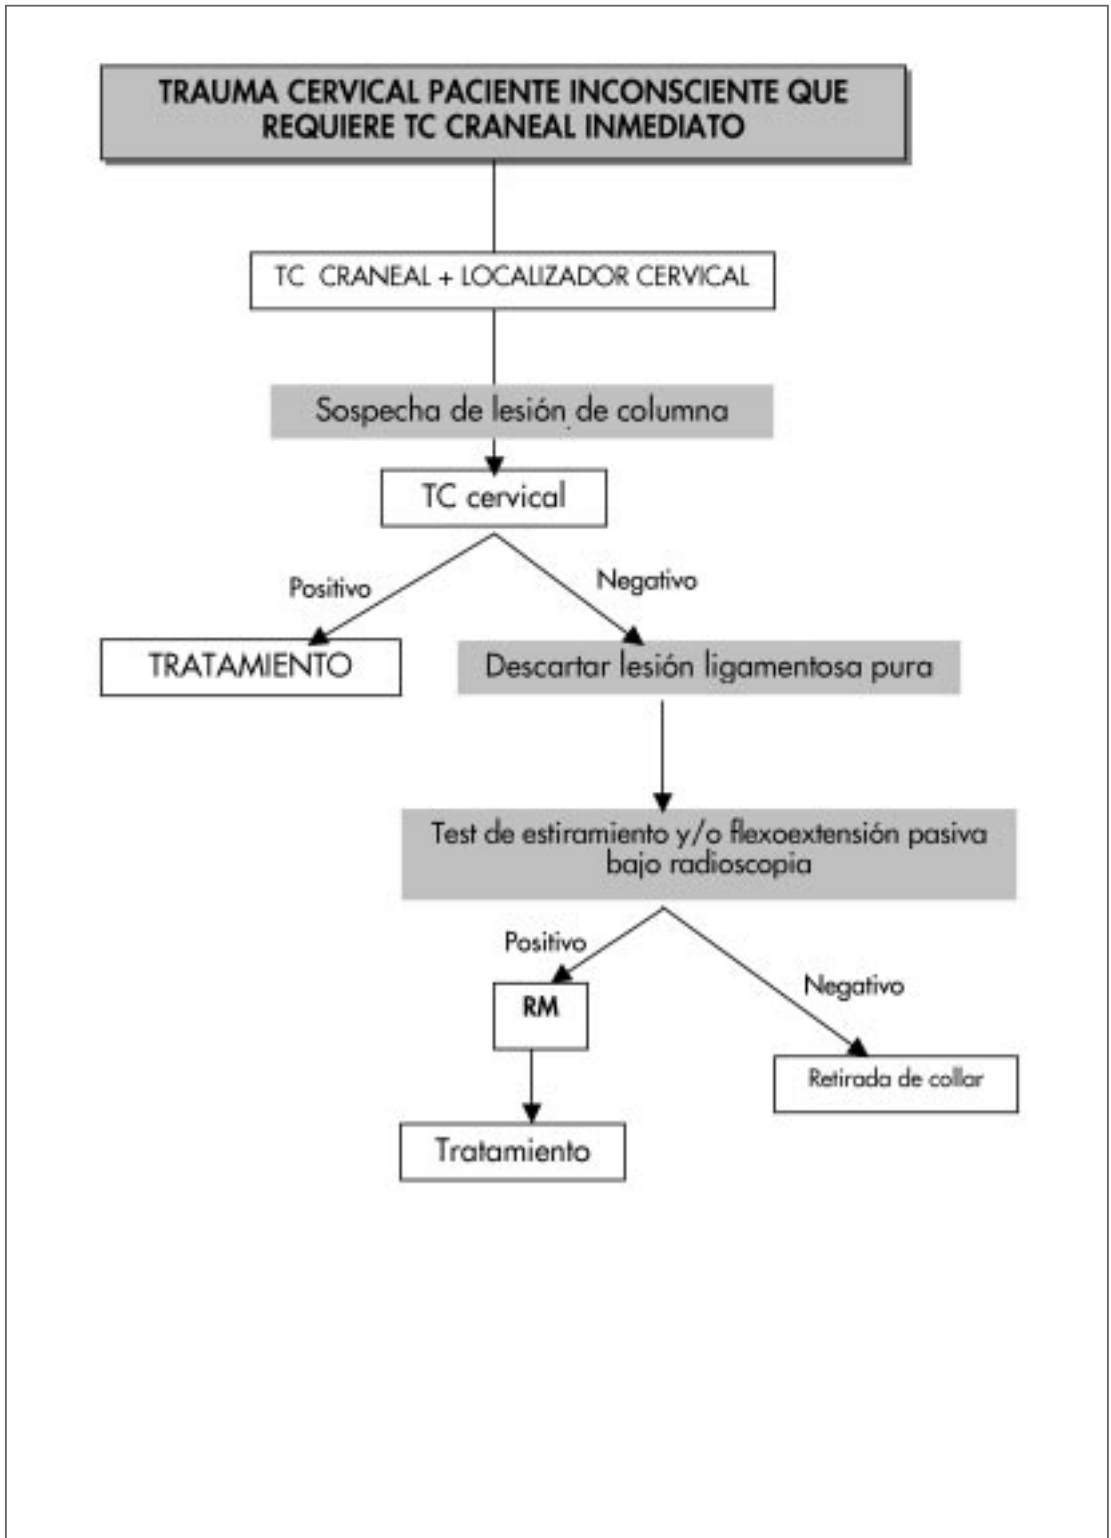 TRAUMA CERVICAL PACIENTE INCONSCIENTE QUE
REQUIERE TC CRANEAL INMEDIATO
TC CRANEAL + LOCALIZADOR CERVICAL
Sospecha de lesión de columna
TC cervical
Positivo
Negativo
TRATAMIENTO
Descartar lesión ligamentosa pura
Test de estiramiento y/o flexoextensión pasiva
bajo radioscopia
Positivo
Negativo
RM
Retirada de collar
Tratamiento